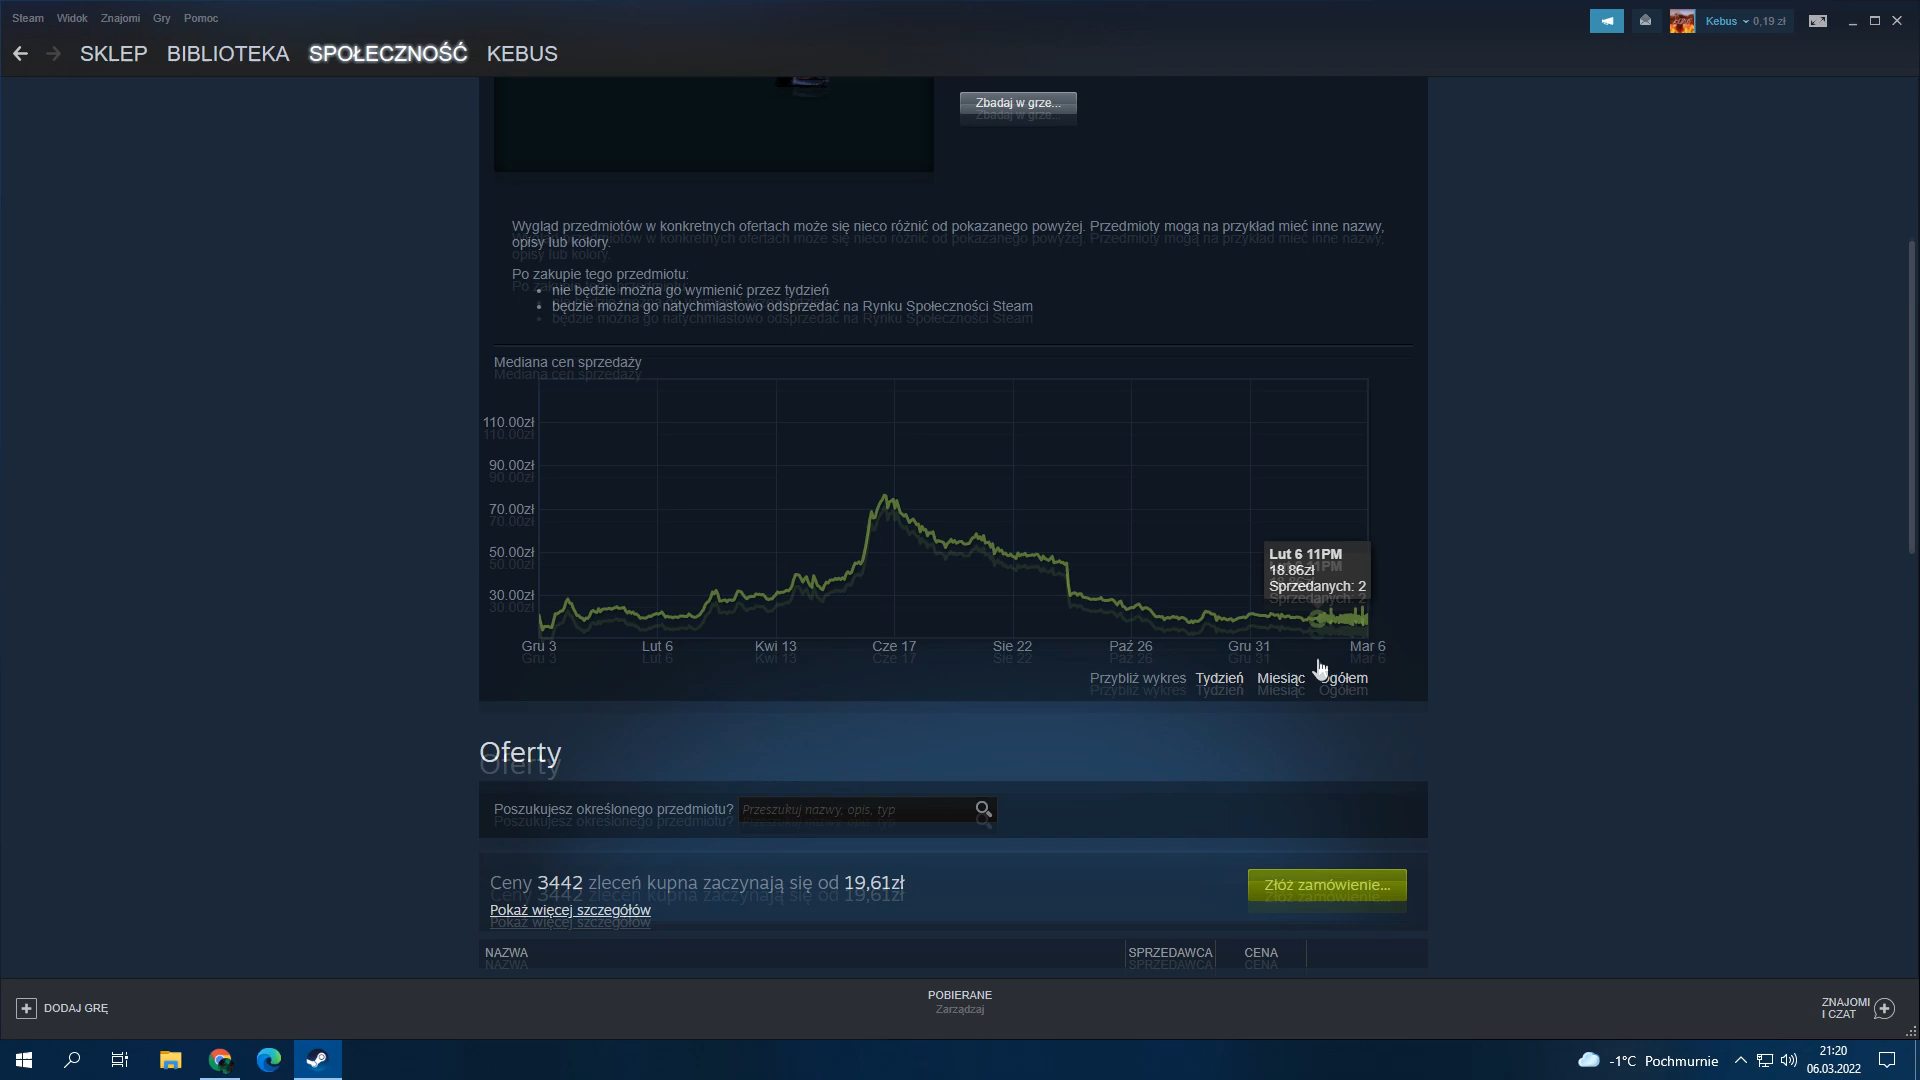 Steam Widok Znajomi Gry Pomoc
Kebus 0,19 zł
SKLEP BIBLIOTEKA SPOŁECZNOŚĆ KEBUS
Zbadaj w grze...
Wygląd przedmiotów w konkretnych ofertach może się nieco różnić od pokazanego powyżej. Przedmioty mogą na przykład mieć inne nazwy,
opisy lub kolory.
Po zakupie tego przedmiotu:
• nie będzie można go wymienić przez tydzień
• będzie można go natychmiastowo odsprzedać na Rynku Społeczności Steam
Mediana cen sprzedaży
110.00zł
90.00zł
70.00zł
50.00zł
30.00zł
Lut 6 11PM
18.86zł
Sprzedanych: 2
Gru 3 Lut 6 Kwi 13 Cze 17 Sie 22 Paź 26 Gru 31 Mar 6
Przybliż wykres Tydzień Miesiąc Ogółem
Oferty
Poszukujesz określonego przedmiotu? Przeszukuj nazwy, opis, typ
Ceny 3442 zleceń kupna zaczynają się od 19,61zł
Złóż zamówienie...
Pokaż więcej szczegółów
NAZWA SPRZEDAWCA CENA
DODAJ GRĘ
POBIERANE
Zarządzaj
ZNAJOMI
I CZAT
-1°C Pochmurnie
21:20
06.03.2022